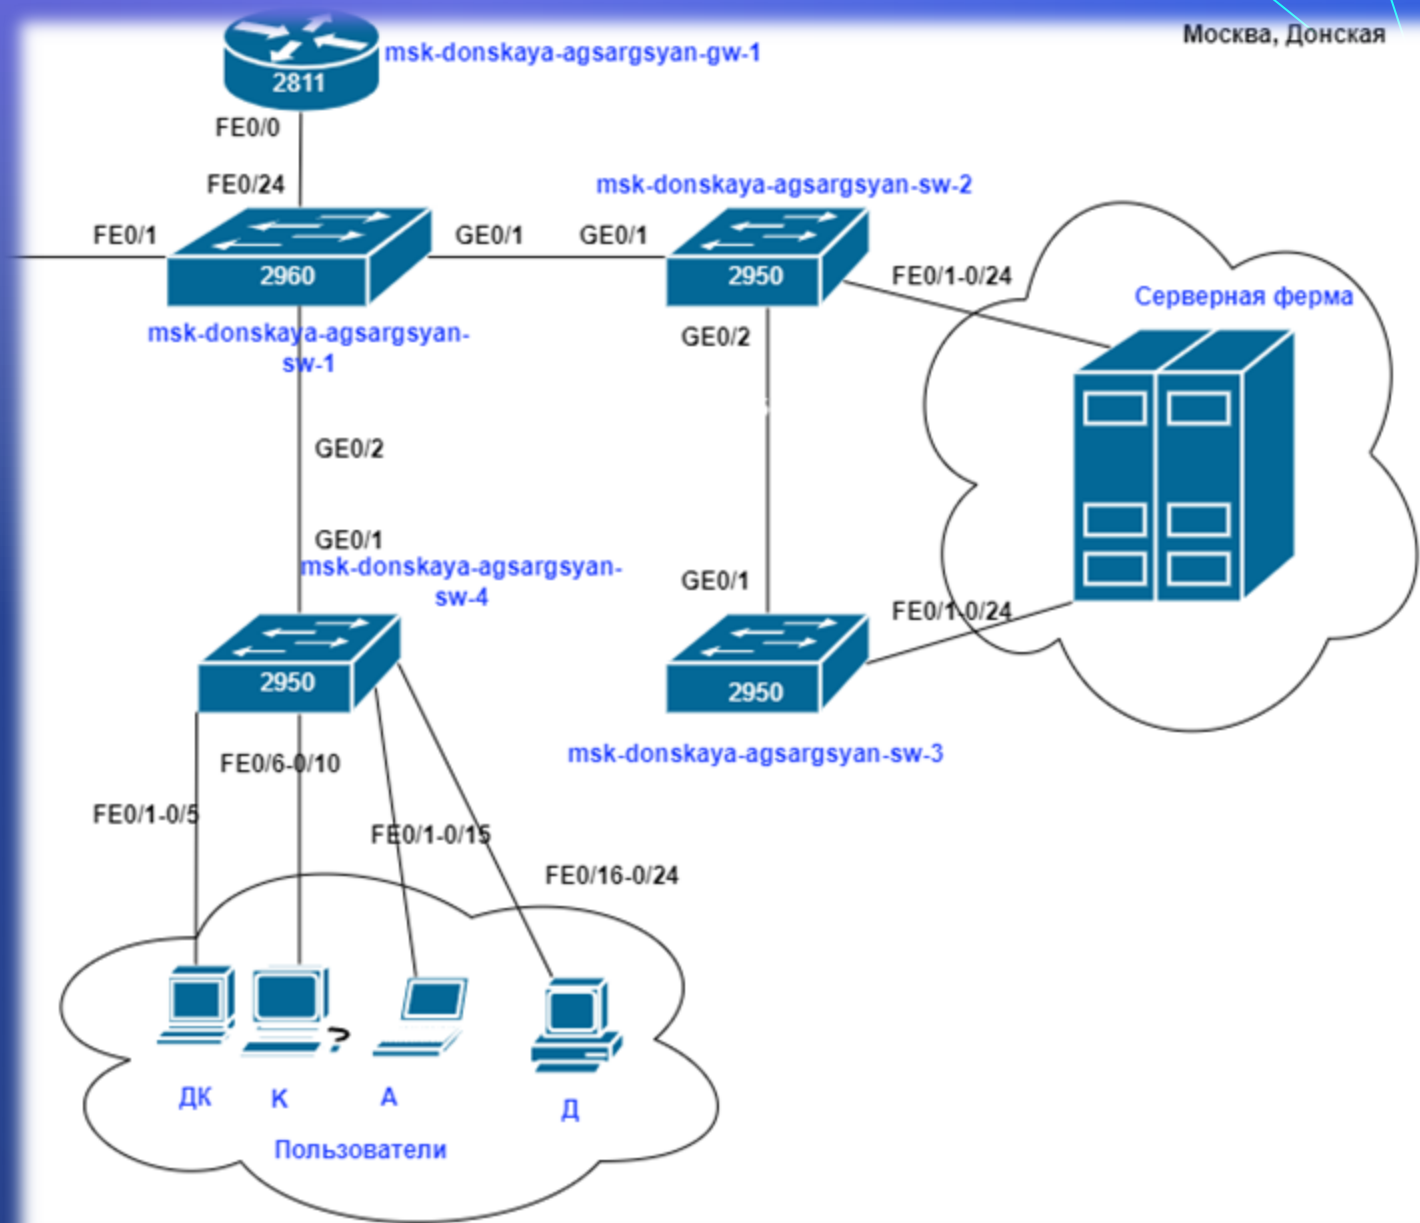 Москва, Донская
msk-donskaya-agsargsyan-gw-1
2811
FE0/0
FE0/24
msk-donskaya-agsargsyan-sw-2
FE0/1
GE0/1
GE0/1
2960
2950
FE0/1-0/24
Серверная ферма
msk-donskaya-agsargsyan-
sw-1
GE0/2
GE0/2
GE0/1
msk-donskaya-agsargsyan-
sw-4
GE0/1
FE0/1-0/24
2950
2950
msk-donskaya-agsargsyan-sw-3
FE0/6-0/10
FE0/1-0/5
FE0/1-0/15
FE0/16-0/24
?
ДК
К
А
Д
Пользователи